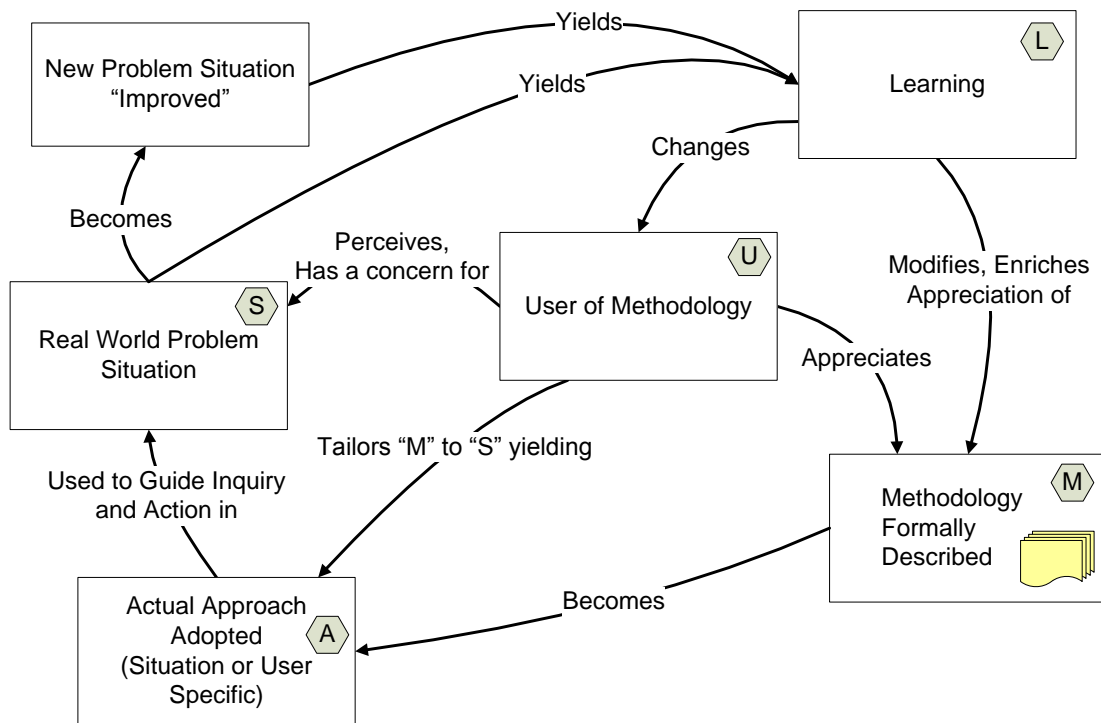 Yields
L
New Problem Situation
“Improved”
Yields
Learning
Changes
Becomes
Perceives,
Has a concern for
U
User of Methodology
Modifies, Enriches
Appreciation of
S
Real World Problem
Situation
Appreciates
Tailors “M” to “S” yielding
Used to Guide Inquiry
and Action in
M
Methodology
Formally
Described
Becomes
Actual Approach
Adopted
(Situation or User
Specific)
A